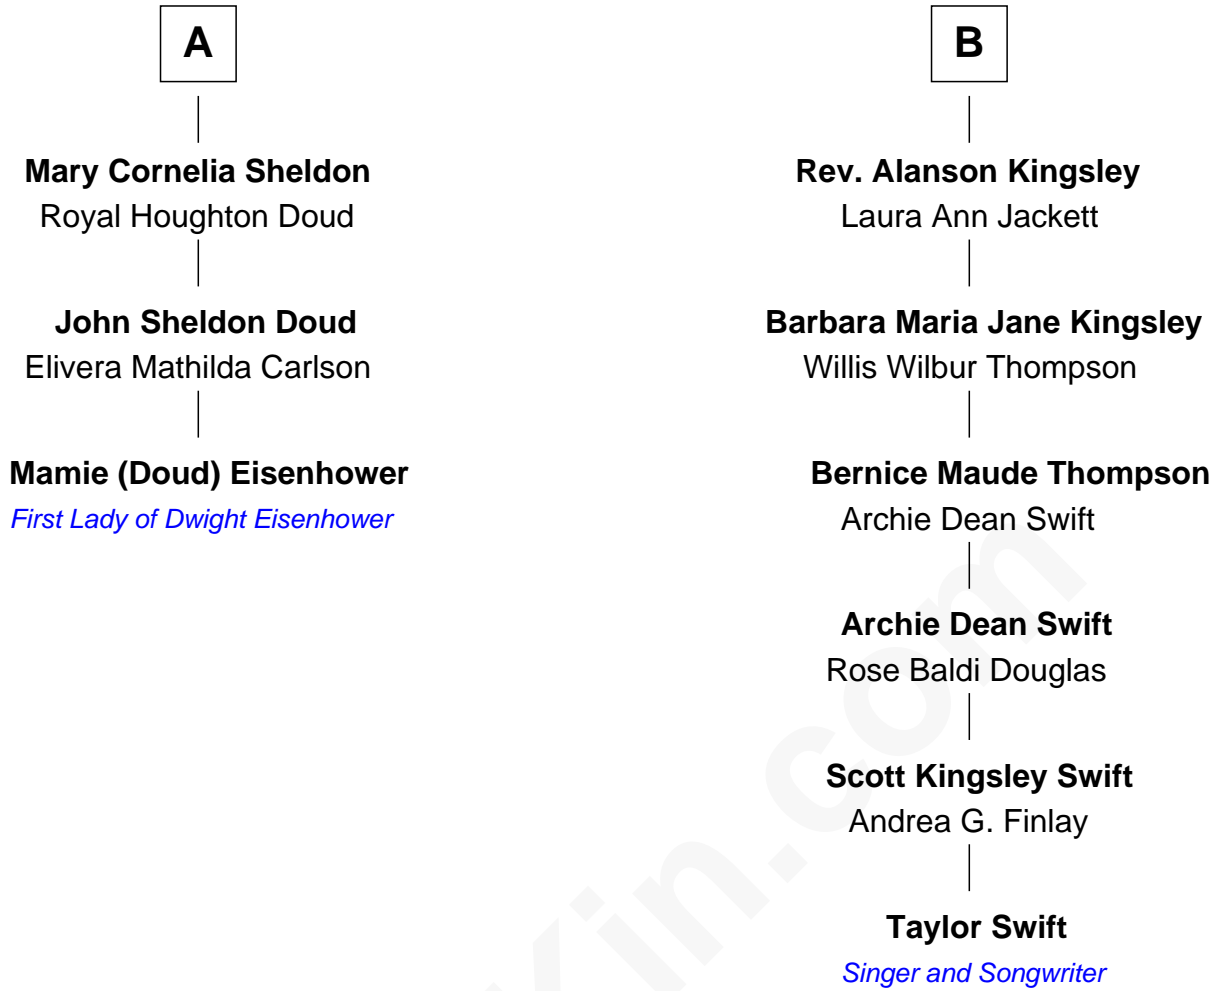 A
Mary Cornelia Sheldon
Royal Houghton Doud
John Sheldon Doud
Elivera Mathilda Carlson
Mamie (Doud) Eisenhower
First Lady of Dwight Eisenhower
B
Rev. Alanson Kingsley
Laura Ann Jackett
Barbara Maria Jane Kingsley
Willis Wilbur Thompson
Bernice Maude Thompson
Archie Dean Swift
Archie Dean Swift
Rose Baldi Douglas
Scott Kingsley Swift
Andrea G. Finlay
Taylor Swift
Singer and Songwriter
Kin.com